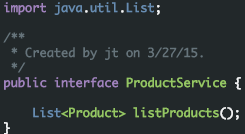 import java.util.List;
/**
 * Created by jt on 3/27/15.
 */
public interface ProductService {
    List<Product> listProducts();
}